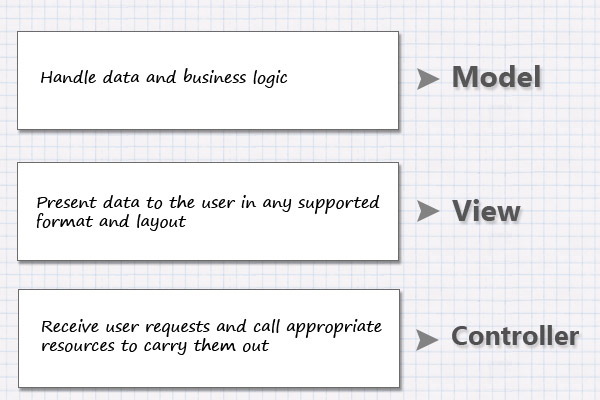 Handle data and business logic
Model
Present data to the user in any supported
format and layout
View
Receive user requests and call appropriate
resources to carry them out
Controller